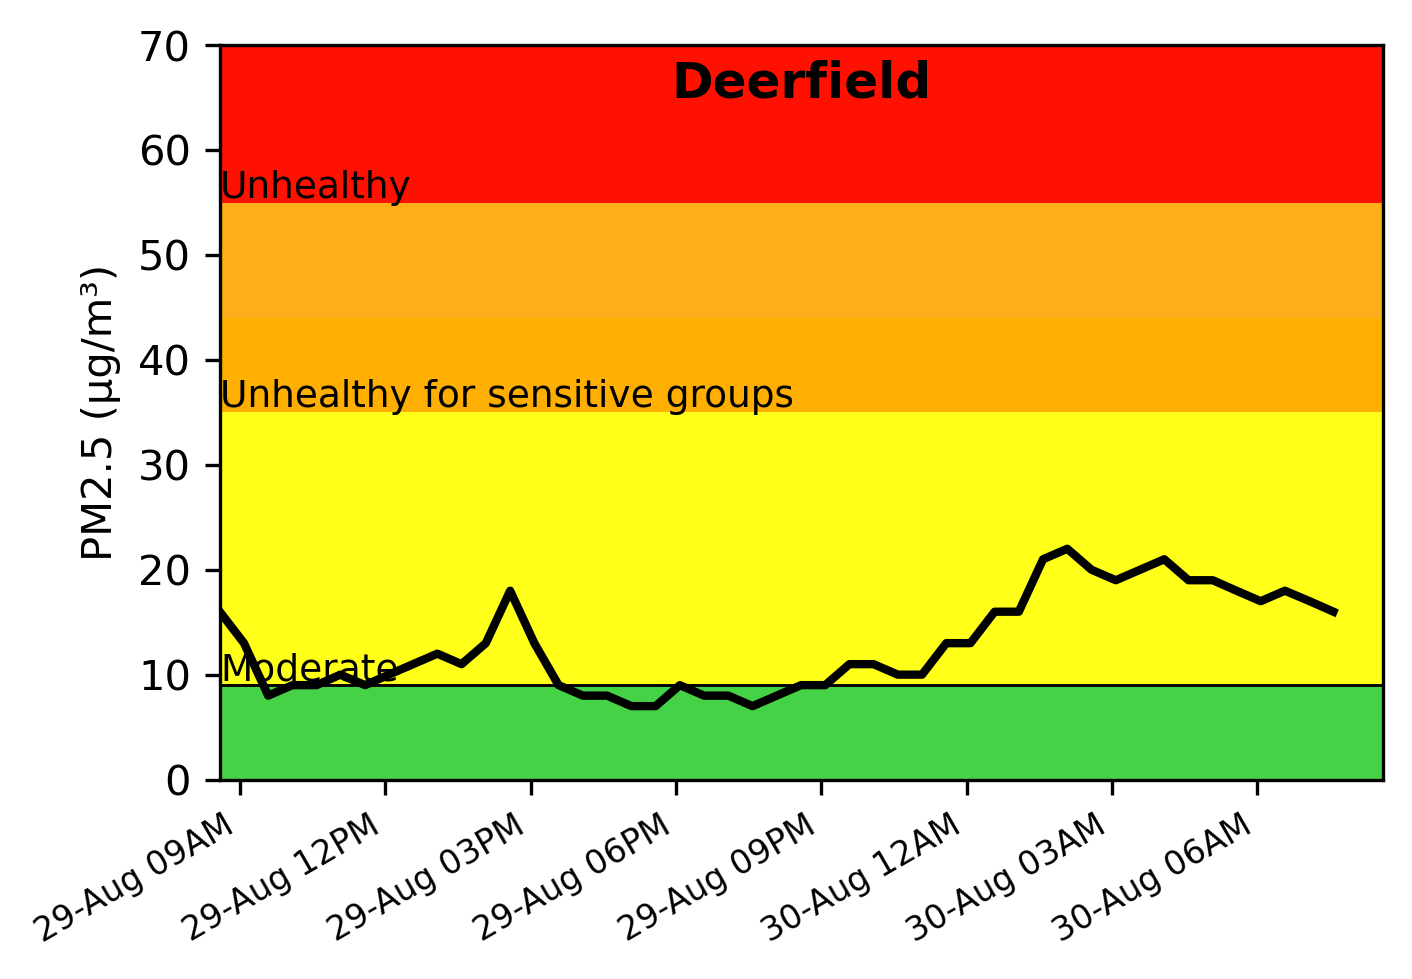 Deerfield
70
60
50
40
30
20
10
0
PM2.5 (µg/m³)
Unhealthy
Unhealthy for sensitive groups
Moderate
29-Aug 09AM
29-Aug 12PM
29-Aug 03PM
29-Aug 06PM
29-Aug 09PM
30-Aug 12AM
30-Aug 03AM
30-Aug 06AM